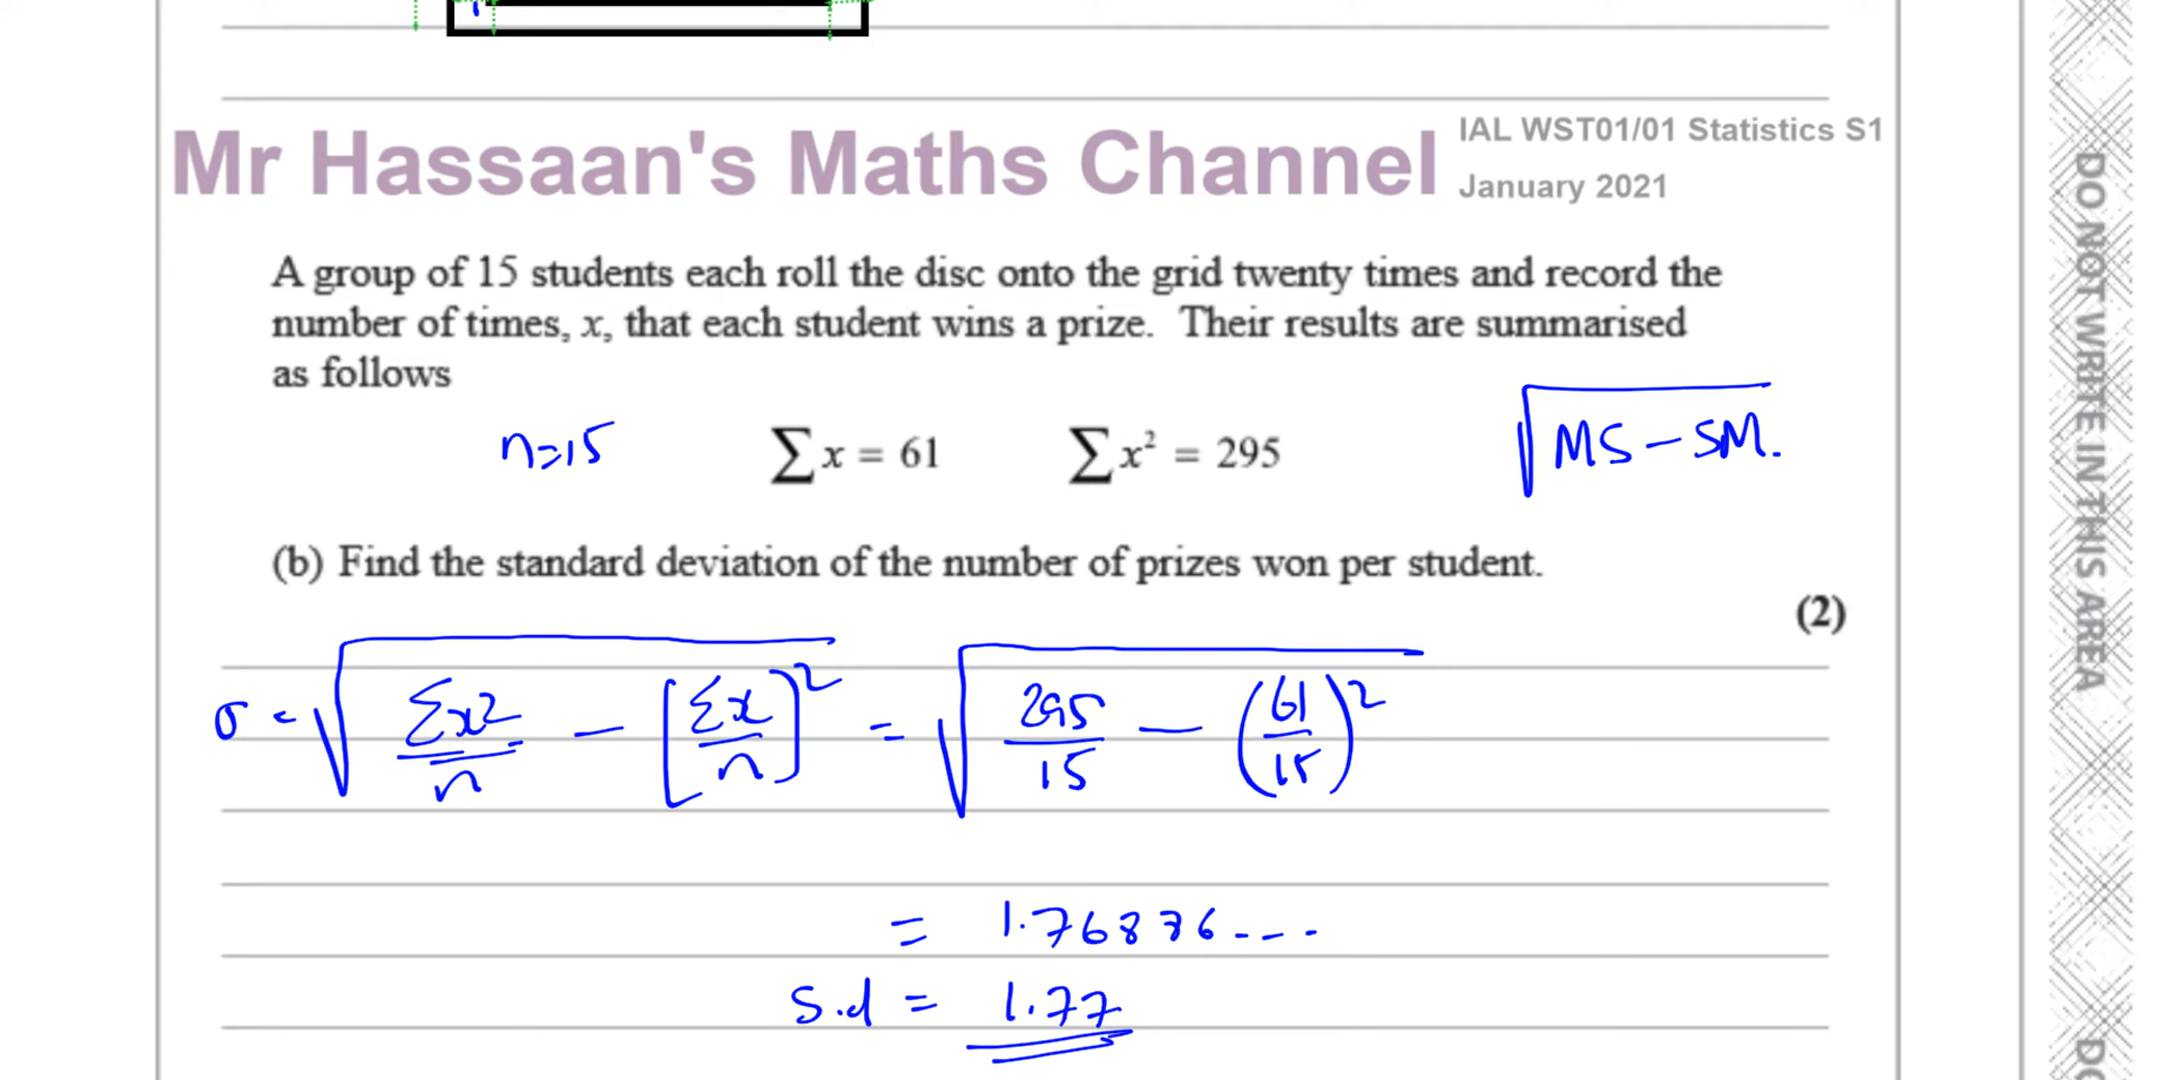 Mr Hassaan's Maths Channel
IAL WST01/01 Statistics S1
January 2021
A group of 15 students each roll the disc onto the grid twenty times and record the
number of times, x, that each student wins a prize. Their results are summarised
as follows
n=15 ∑x = 61 ∑x² = 295 √(MS – SM.)
(b) Find the standard deviation of the number of prizes won per student.
(2)
σ = √(Σx²/n – [Σx/n]²) = √(295/15 – (61/15)²)
= 1.76886---
S.d = 1.77
DO NOT WRITE IN THIS AREA